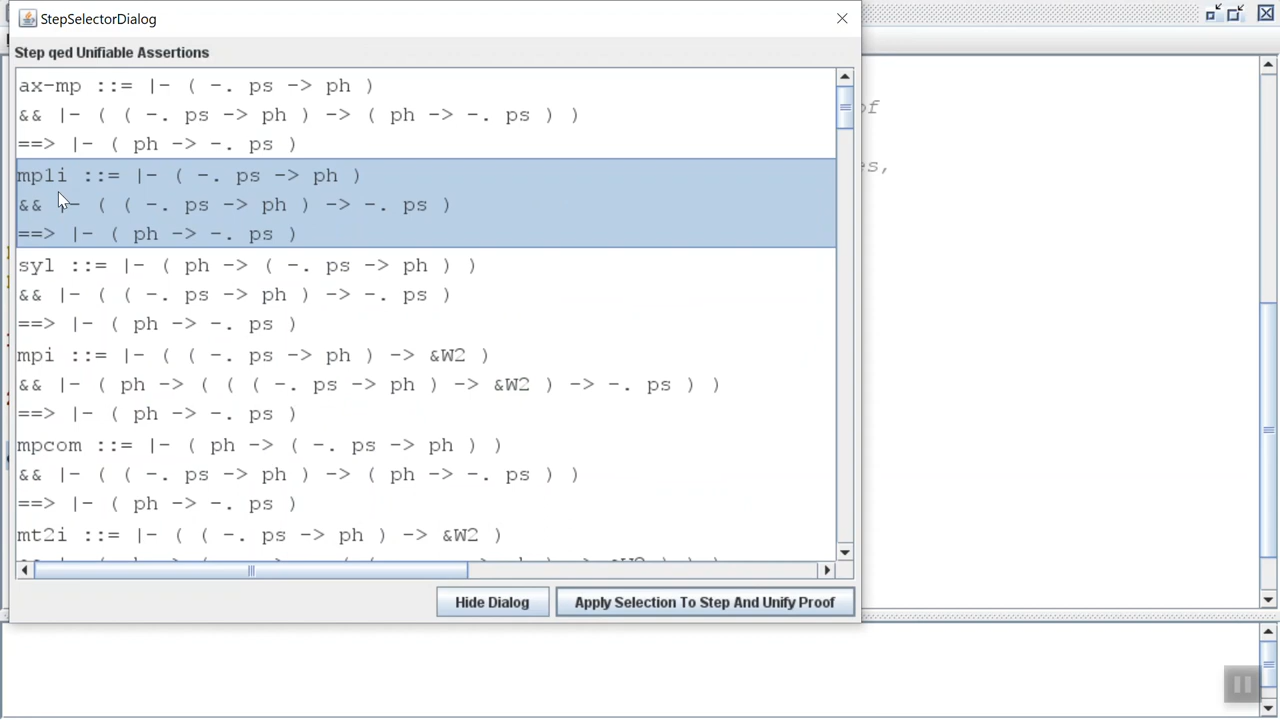 StepSelectorDialog
Step qed Unifiable Assertions
ax-mp ::= |- ( -. ps -> ph )
&& |- ( ( -. ps -> ph ) -> ( ph -> -. ps ) )
==> |- ( ph -> -. ps )
mp1i ::= |- ( -. ps -> ph )
&& |- ( ( -. ps -> ph ) -> -. ps )
==> |- ( ph -> -. ps )
syl ::= |- ( ph -> ( -. ps -> ph ) )
&& |- ( ( -. ps -> ph ) -> -. ps )
==> |- ( ph -> -. ps )
mpi ::= |- ( ( -. ps -> ph ) -> &W2 )
&& |- ( ph -> ( ( ( -. ps -> ph ) -> &W2 ) -> -. ps ) )
==> |- ( ph -> -. ps )
mpcom ::= |- ( ph -> ( -. ps -> ph ) )
&& |- ( ( -. ps -> ph ) -> ( ph -> -. ps ) )
==> |- ( ph -> -. ps )
mt2i ::= |- ( ( -. ps -> ph ) -> &W2 )
Hide Dialog
Apply Selection To Step And Unify Proof